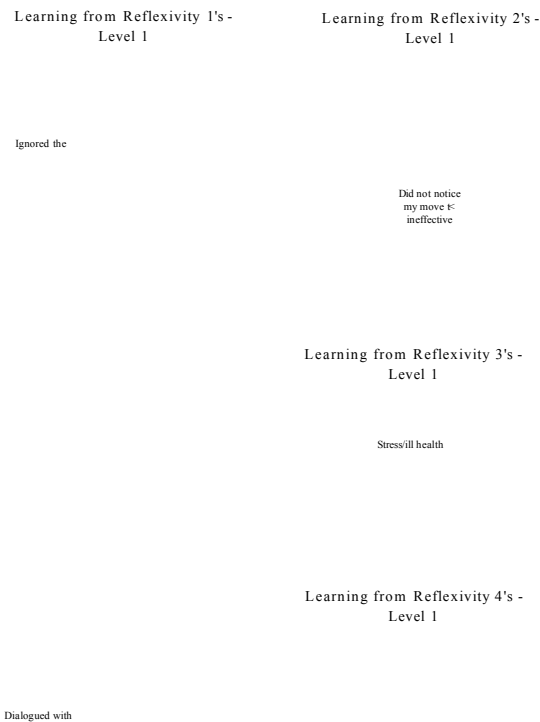 Learning from Reflexivity 1's -
Level 1
Learning from Reflexivity 2's -
Level 1
Ignored the
Did not notice
my move
ineffective
Learning from Reflexivity 3's -
Level 1
Stress/ill health
Learning from Reflexivity 4's -
Level 1
Dialogued with